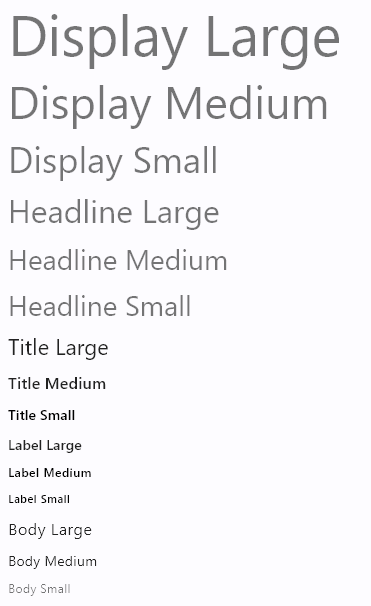 Display Large
Display Medium
Display Small
Headline Large
Headline Medium
Headline Small
Title Large
Title Medium
Title Small
Label Large
Label Medium
Label Small
Body Large
Body Medium
Body Small